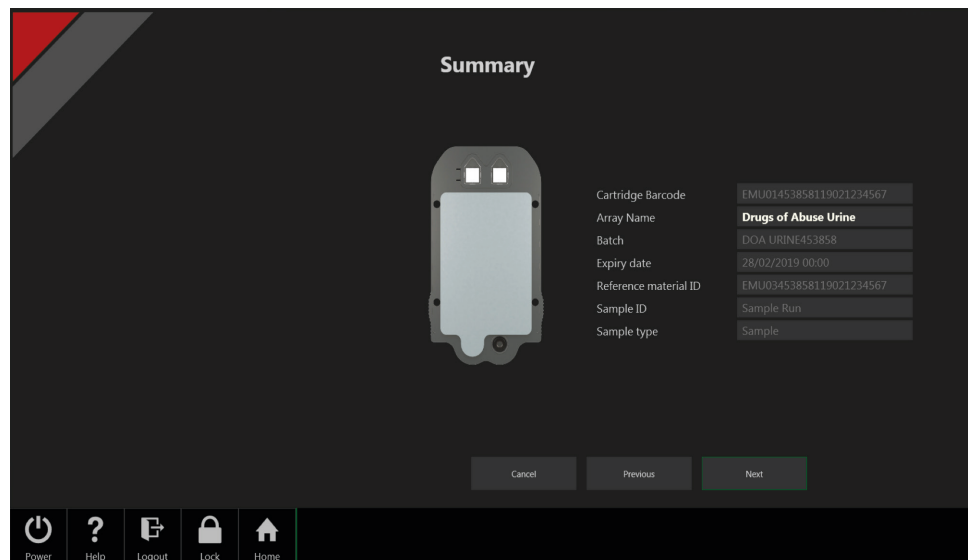 Summary
Cartridge Barcode EMU01453858119021234567
Array Name Drugs of Abuse Urine
Batch DOA URINE453858
Expiry date 28/02/2019 00:00
Reference material ID EMU03453858119021234567
Sample ID Sample Run
Sample type Sample
Cancel Previous Next
Power Help Logout Lock Home